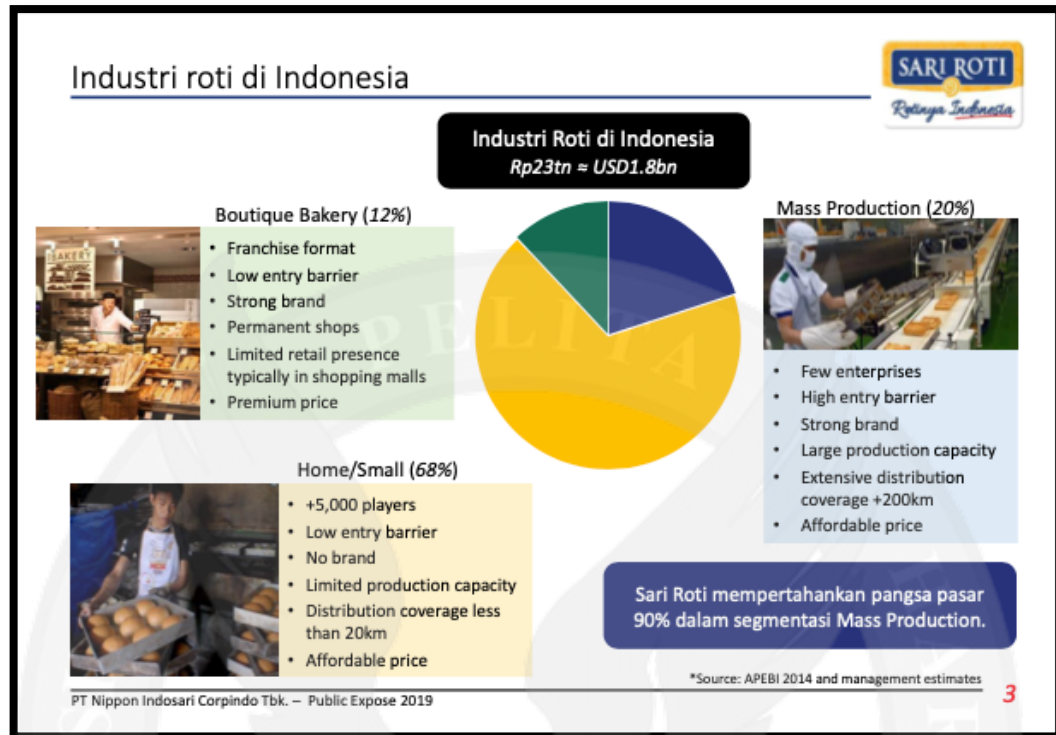 Industri roti di Indonesia
SARI ROTI
Rotinya Indonesia
Industri Roti di Indonesia
Rp23tn ≈ USD1.8bn
Boutique Bakery (12%)
BAKERY
• Franchise format
• Low entry barrier
• Strong brand
• Permanent shops
• Limited retail presence
typically in shopping malls
• Premium price
Mass Production (20%)
• Few enterprises
• High entry barrier
• Strong brand
• Large production capacity
• Extensive distribution
coverage +200km
• Affordable price
Home/Small (68%)
• +5,000 players
• Low entry barrier
• No brand
• Limited production capacity
• Distribution coverage less
than 20km
• Affordable price
PELITA
Sari Roti mempertahankan pangsa pasar
90% dalam segmentasi Mass Production.
*Source: APEBI 2014 and management estimates
PT Nippon Indosari Corpindo Tbk. – Public Expose 2019
3